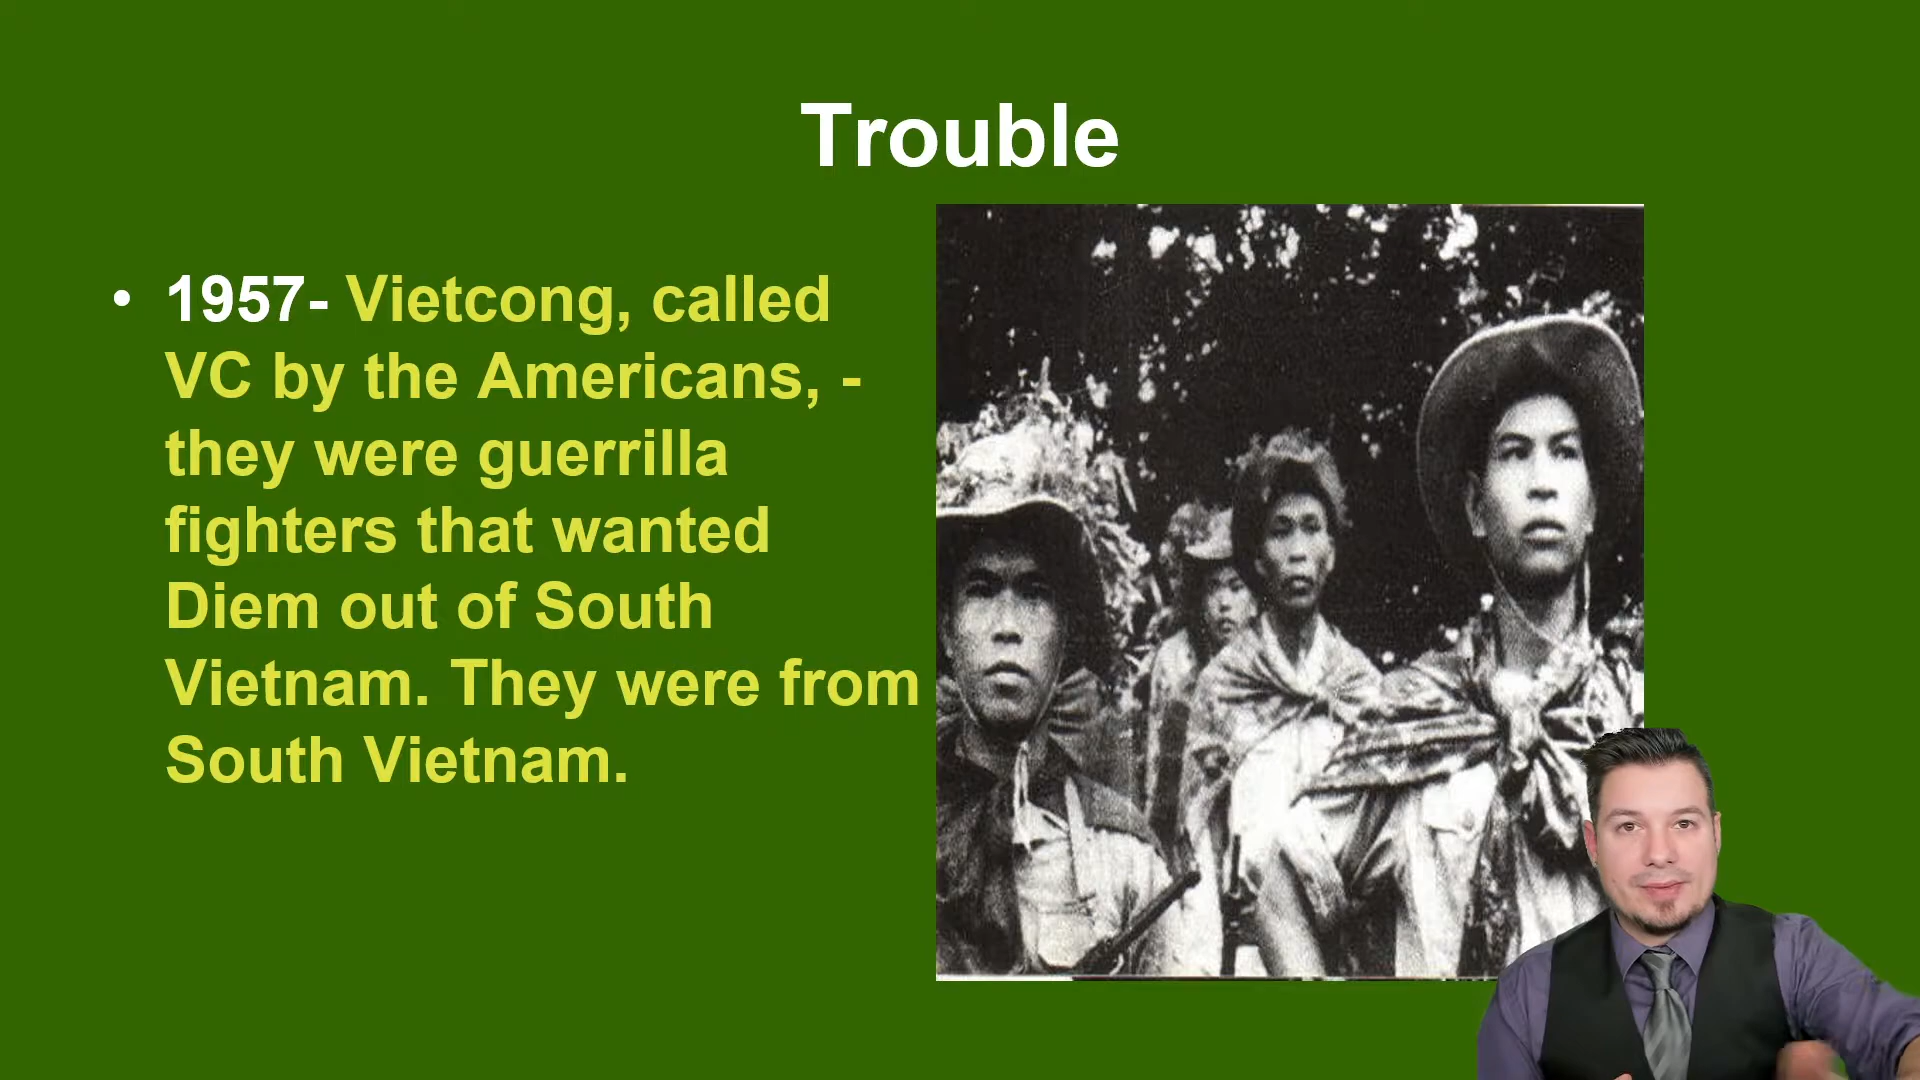 Trouble
• 1957- Vietcong, called
VC by the Americans, -
they were guerrilla
fighters that wanted
Diem out of South
Vietnam. They were from
South Vietnam.